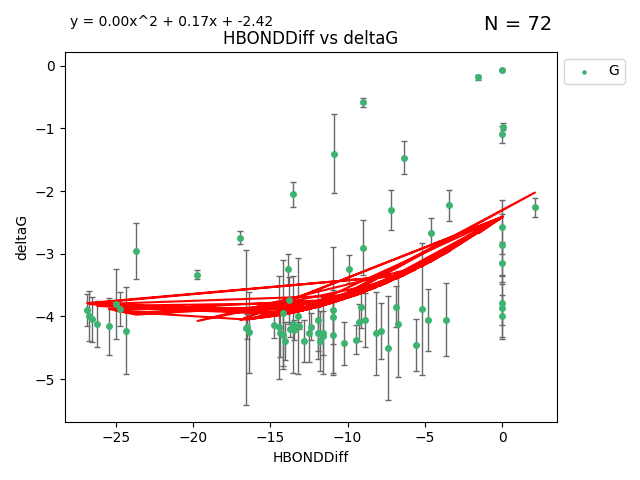 y = 0.00x^2 + 0.17x + -2.42
N = 72
HBONDDiff vs deltaG
G
0
−1
−2
−3
−4
−5
deltaG
−25
−20
−15
−10
−5
0
HBONDDiff